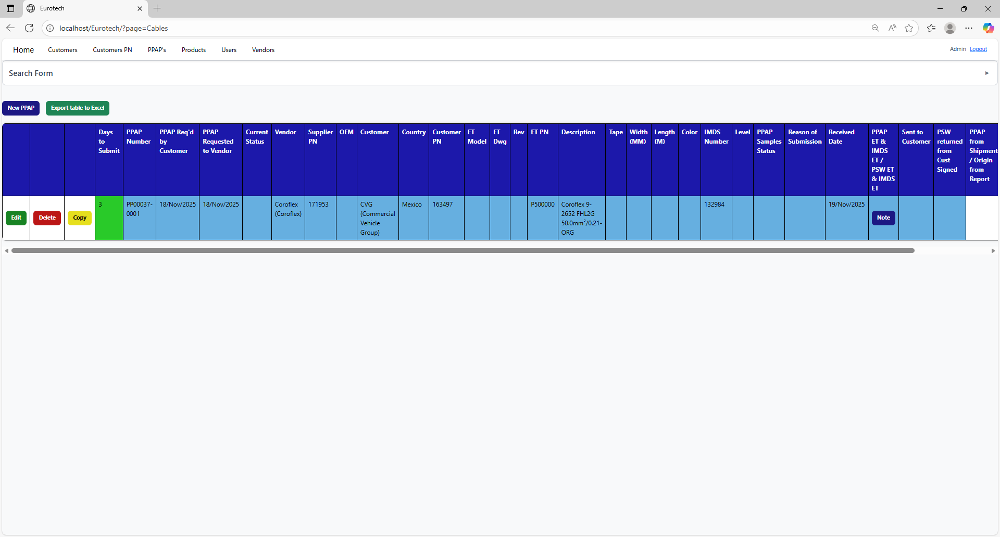 Eurotech
localhost/Eurotech/?page=Cables
Home Customers Customers PN PPAP's Products Users Vendors Admin Logout
Search Form
New PPAP Export table to Excel
Days to Submit
PPAP Number
PPAP Req'd by Customer
PPAP Requested to Vendor
Current Status
Vendor
Supplier PN
OEM
Customer
Country
Customer PN
ET Model
ET Dwg
Rev
ET PN
Description
Tape
Width (MM)
Length (M)
Color
IMDS Number
Level
PPAP Samples Status
Reason of Submission
Received Date
PPAP ET & IMDS ET / PSW ET & IMDS ET
Sent to Customer
PSW returned from Cust Signed
PPAP from Shipment / Origin from Report
Edit
Delete
Copy
3
PP00037-0001
18/Nov/2025
18/Nov/2025
Coroflex (Coroflex)
171953
CVG (Commercial Vehicle Group)
Mexico
163497
P500000
Coroflex 9-2652 FHL2G 50.0mm²/0.21-ORG
132984
19/Nov/2025
Note